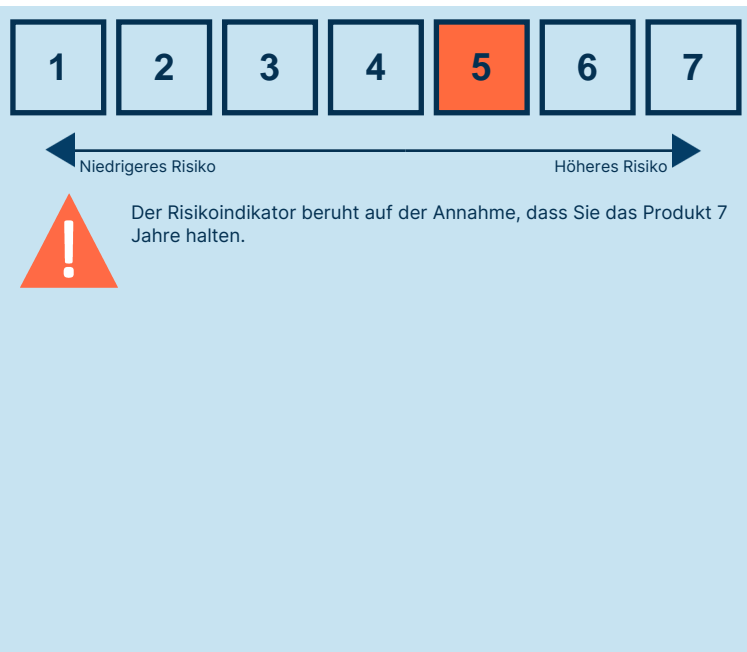 1 2 3 4 5 6 7
Niedrigeres Risiko Höheres Risiko
!
Der Risikoindikator beruht auf der Annahme, dass Sie das Produkt 7
Jahre halten.